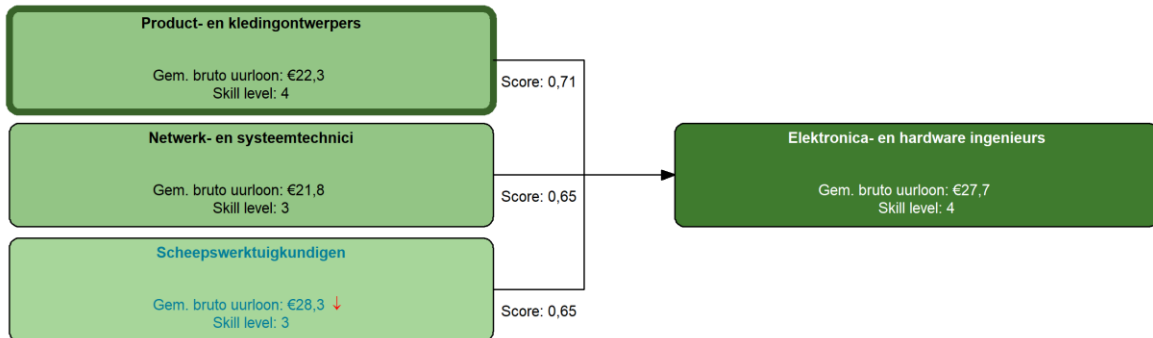 Product- en kledingontwerpers
Gem. bruto uurloon: €22,3
Skill level: 4
Score: 0,71
Netwerk- en systeemtechnici
Gem. bruto uurloon: €21,8
Skill level: 3
Score: 0,65
Scheepswerktuigkundigen
Gem. bruto uurloon: €28,3 ↓
Skill level: 3
Score: 0,65
Elektronica- en hardware ingenieurs
Gem. bruto uurloon: €27,7
Skill level: 4